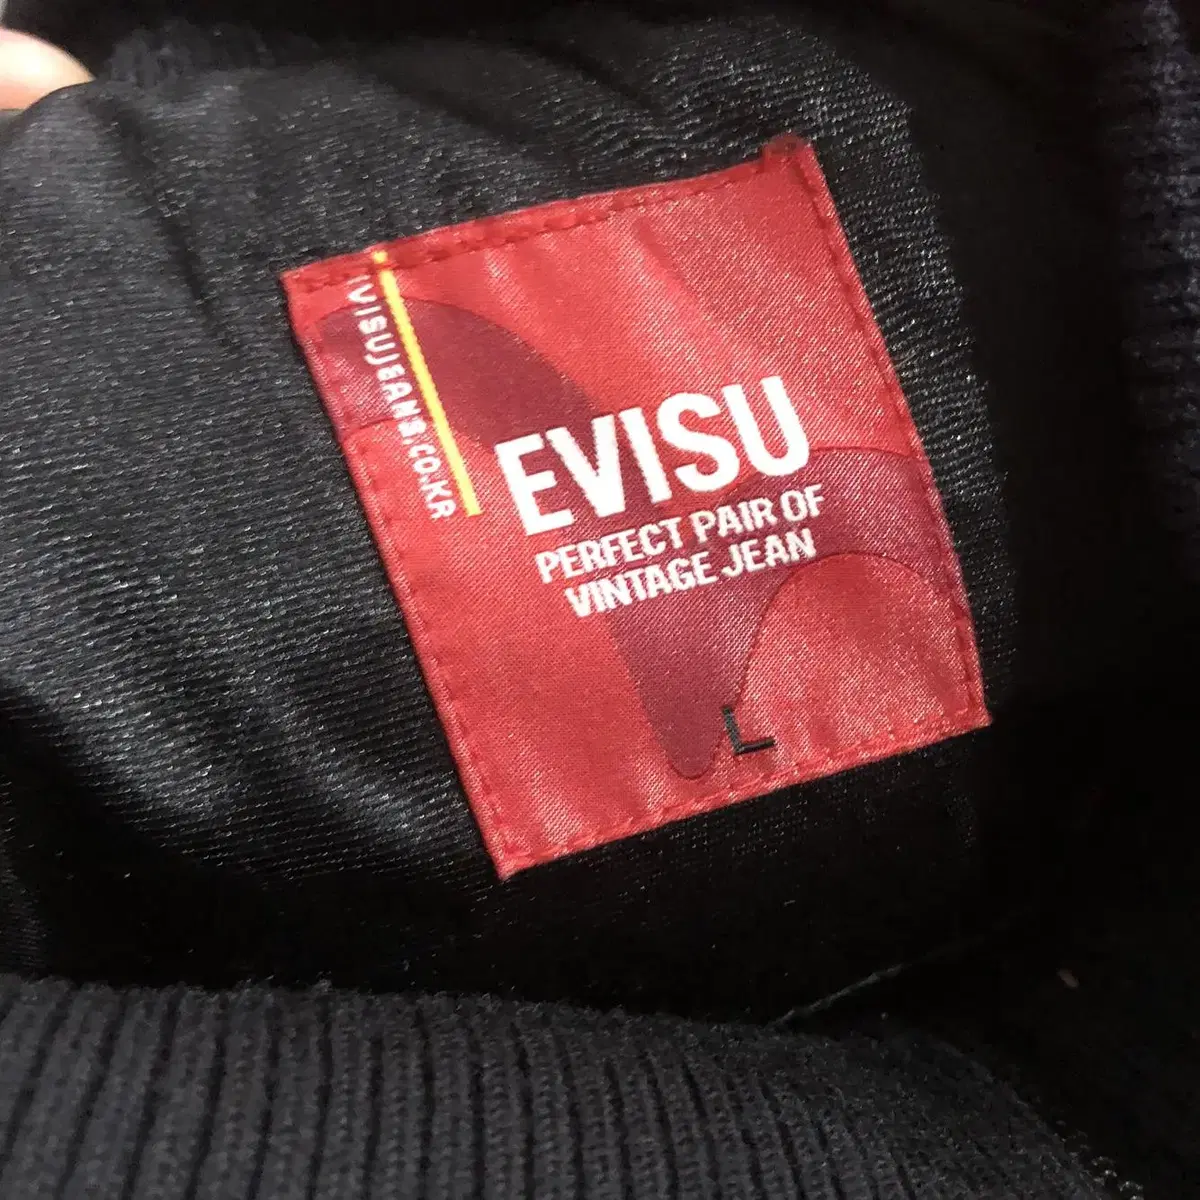 EVISUJEANS.CO.KR
EVISU
PERFECT PAIR OF
VINTAGE JEAN
L